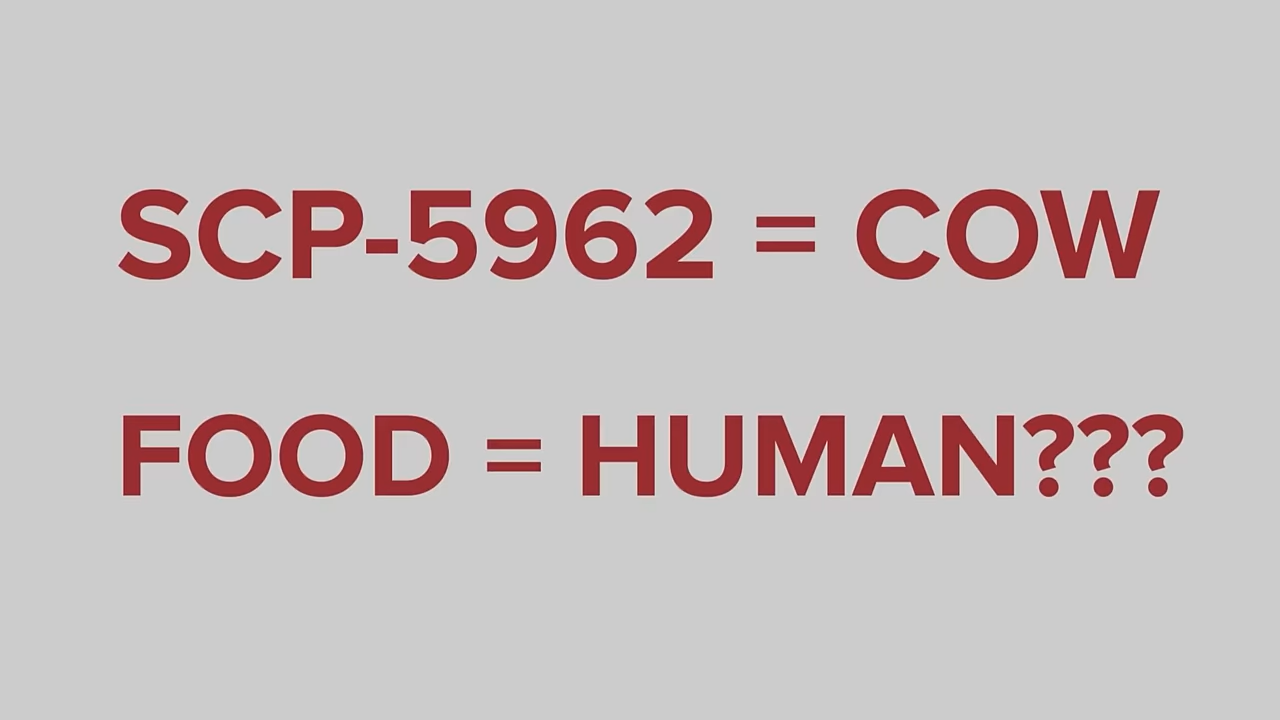 SCP-5962 = COW
FOOD = HUMAN???